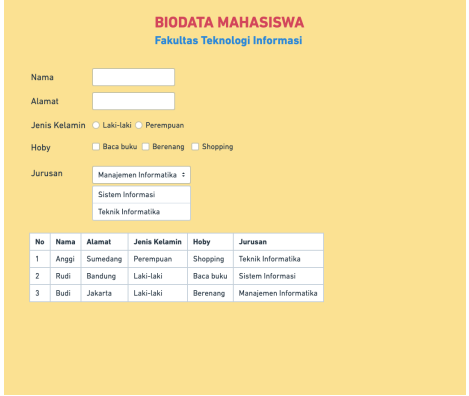 BIODATA MAHASISWA
Fakultas Teknologi Informasi
Nama
Alamat
Jenis Kelamin Laki-laki Perempuan
Hoby Baca buku Berenang Shopping
Jurusan Manajemen Informatika
Sistem Informasi
Teknik Informatika
No Nama Alamat Jenis Kelamin Hoby Jurusan
1 Anggi Sumedang Perempuan Shopping Teknik Informatika
2 Rudi Bandung Laki-laki Baca buku Sistem Informasi
3 Budi Jakarta Laki-laki Berenang Manajemen Informatika